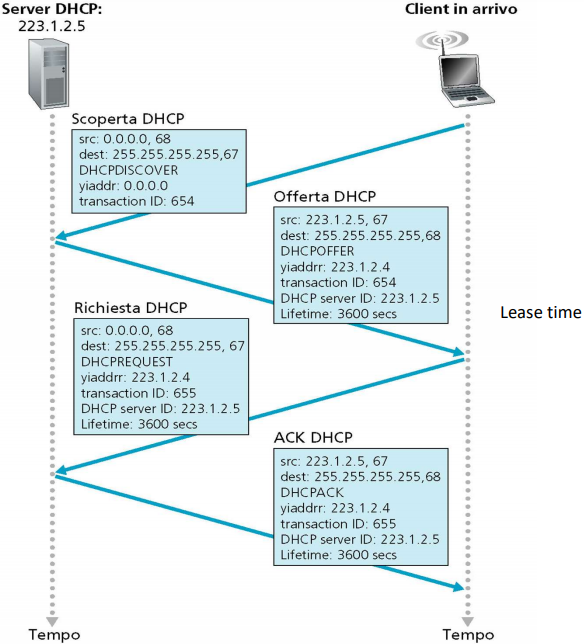 Server DHCP:
223.1.2.5
Client in arrivo
Scoperta DHCP
src: 0.0.0.0, 68
dest: 255.255.255.255,67
DHCPDISCOVER
yiaddr: 0.0.0.0
transaction ID: 654
Offerta DHCP
src: 223.1.2.5, 67
dest: 255.255.255.255,68
DHCPOFFER
yiaddrr: 223.1.2.4
transaction ID: 654
DHCP server ID: 223.1.2.5
Lifetime: 3600 secs
Lease time
Richiesta DHCP
src: 0.0.0.0, 68
dest: 255.255.255.255, 67
DHCPREQUEST
yiaddrr: 223.1.2.4
transaction ID: 655
DHCP server ID: 223.1.2.5
Lifetime: 3600 secs
ACK DHCP
src: 223.1.2.5, 67
dest: 255.255.255.255,68
DHCPACK
yiaddrr: 223.1.2.4
transaction ID: 655
DHCP server ID: 223.1.2.5
Lifetime: 3600 secs
Tempo
Tempo